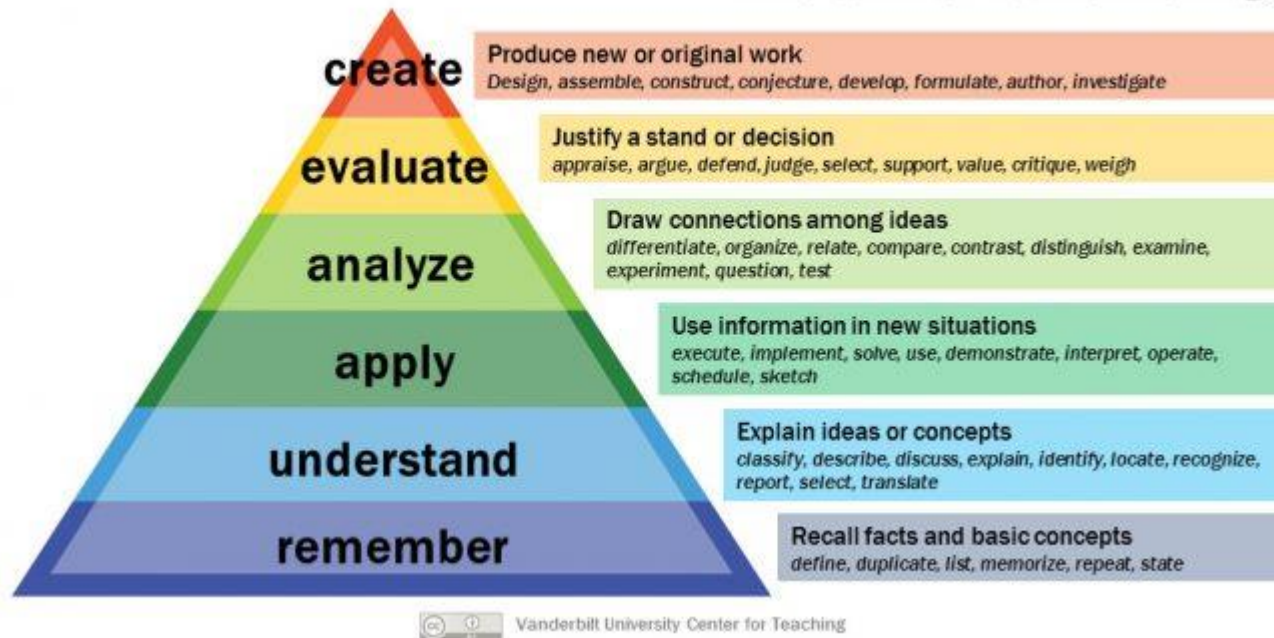 create
Produce new or original work
Design, assemble, construct, conjecture, develop, formulate, author, investigate
evaluate
Justify a stand or decision
appraise, argue, defend, judge, select, support, value, critique, weigh
analyze
Draw connections among ideas
differentiate, organize, relate, compare, contrast, distinguish, examine,
experiment, question, test
apply
Use information in new situations
execute, implement, solve, use, demonstrate, interpret, operate,
schedule, sketch
understand
Explain ideas or concepts
classify, describe, discuss, explain, identify, locate, recognize,
report, select, translate
remember
Recall facts and basic concepts
define, duplicate, list, memorize, repeat, state
cc
Vanderbilt University Center for Teaching